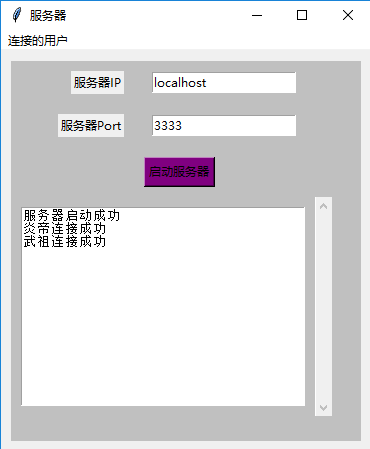 服务器
连接的用户
服务器IP
localhost
服务器Port
3333
启动服务器
服务器启动成功
炎帝连接成功
武祖连接成功